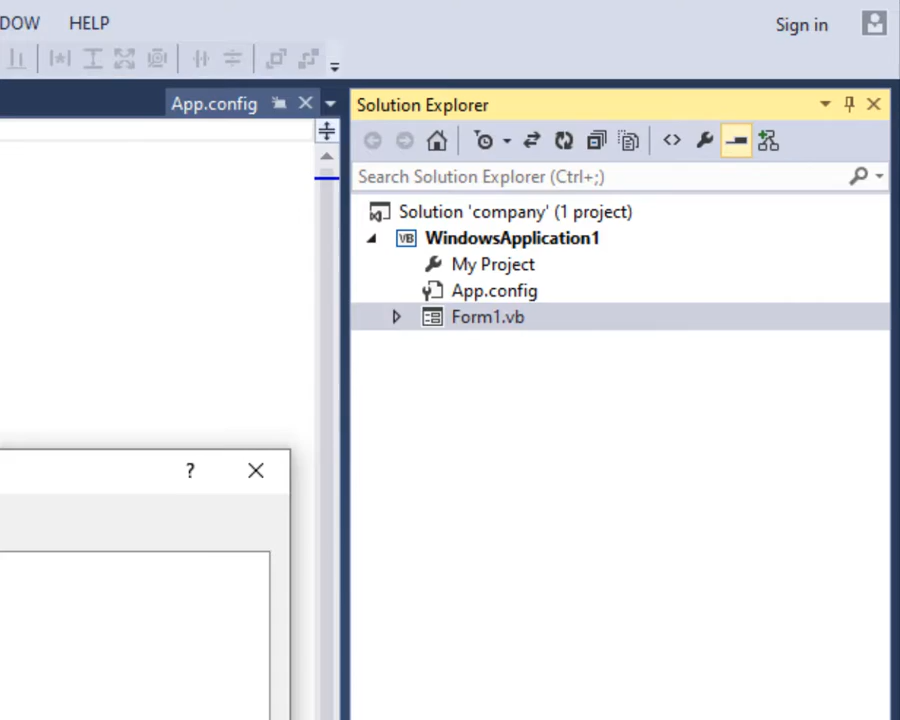 DOW HELP
Sign in
App.config
Solution Explorer
Search Solution Explorer (Ctrl+;)
Solution 'company' (1 project)
VB WindowsApplication1
My Project
App.config
Form1.vb
?